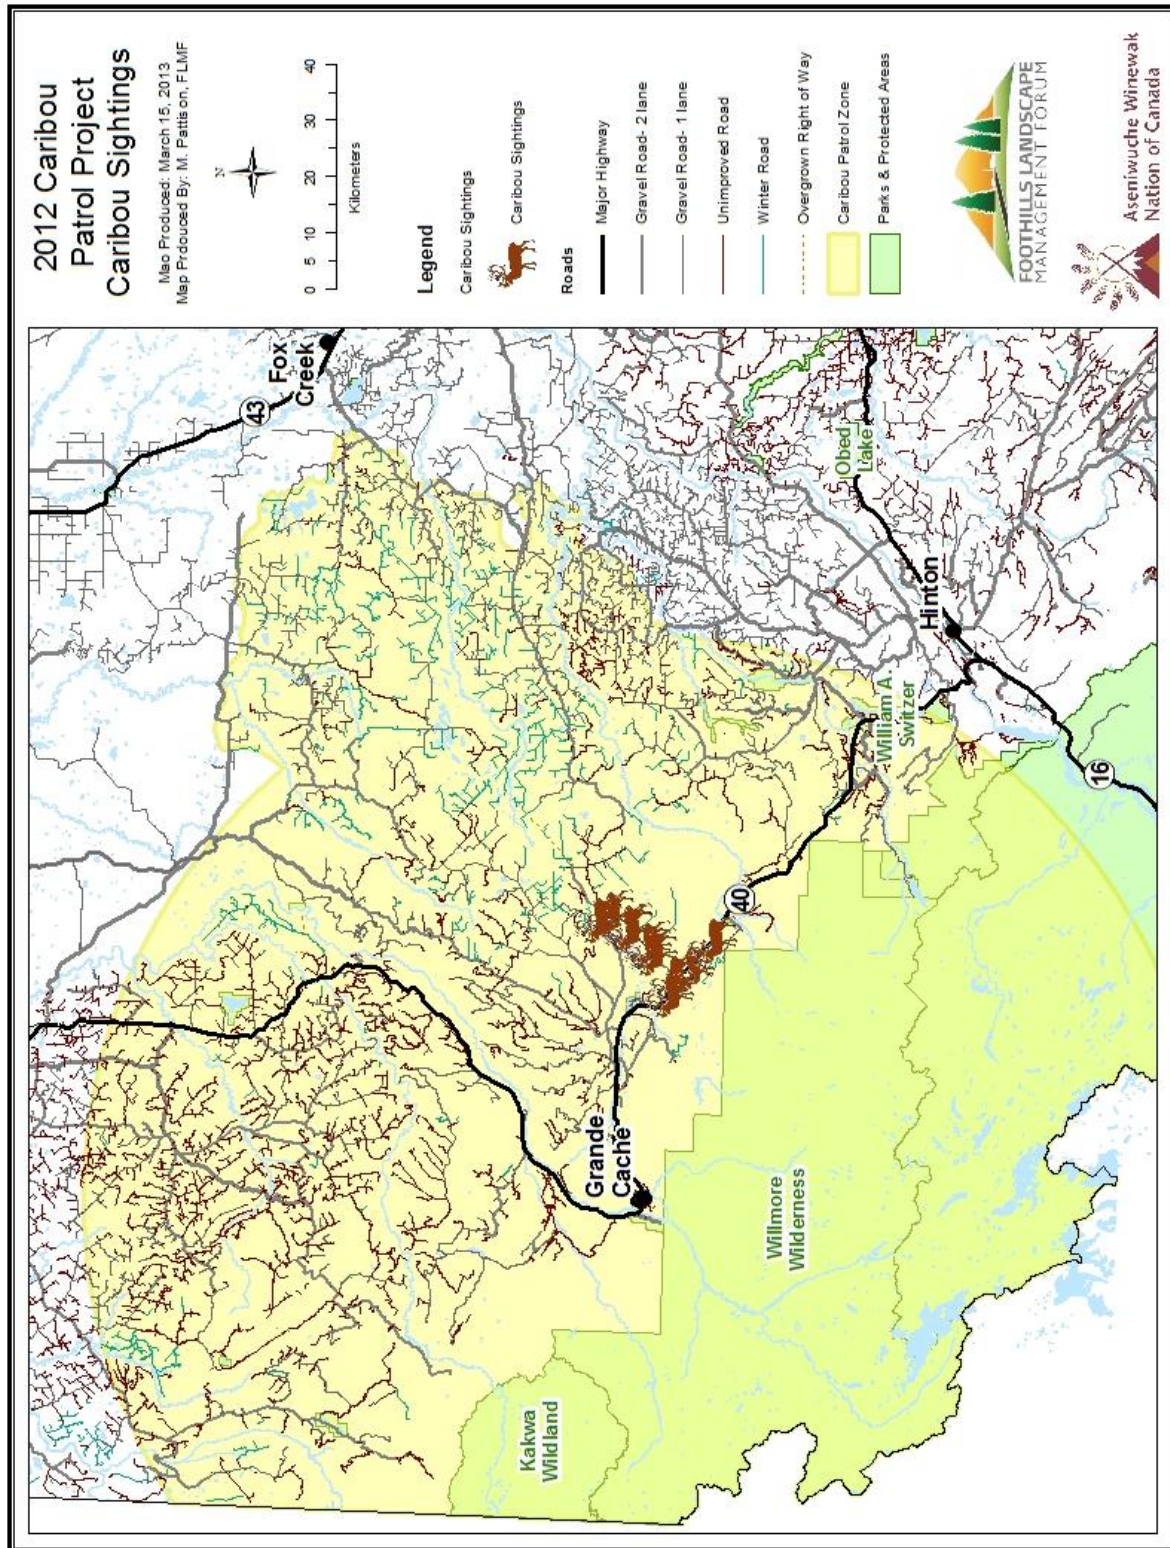 2012 Caribou
Patrol Project
Caribou Sightings
Mao Produced: March 15, 2013
Map Prdouced By: M. Pattison, FLMF
N
0 5 10 20 30 40
Kilometers
Legend
Caribou Sightings
Caribou Sightings
Roads
Major Highway
Gravel Road- 2 lane
Gravel Road- 1 lane
Unimproved Road
Winter Road
Overgrown Right of Way
Caribou Patrol Zone
Parks & Protected Areas
FOOTHILLS LANDSCAPE
MANAGEMENT FORUM
Aseniwuche Winewak
Nation of Canada
43
Fox
Creek
Obed
Lake
Hinton
William A.
Switzer
16
40
Grande
Cache
Willmore
Wilderness
Kakwa
Wildland